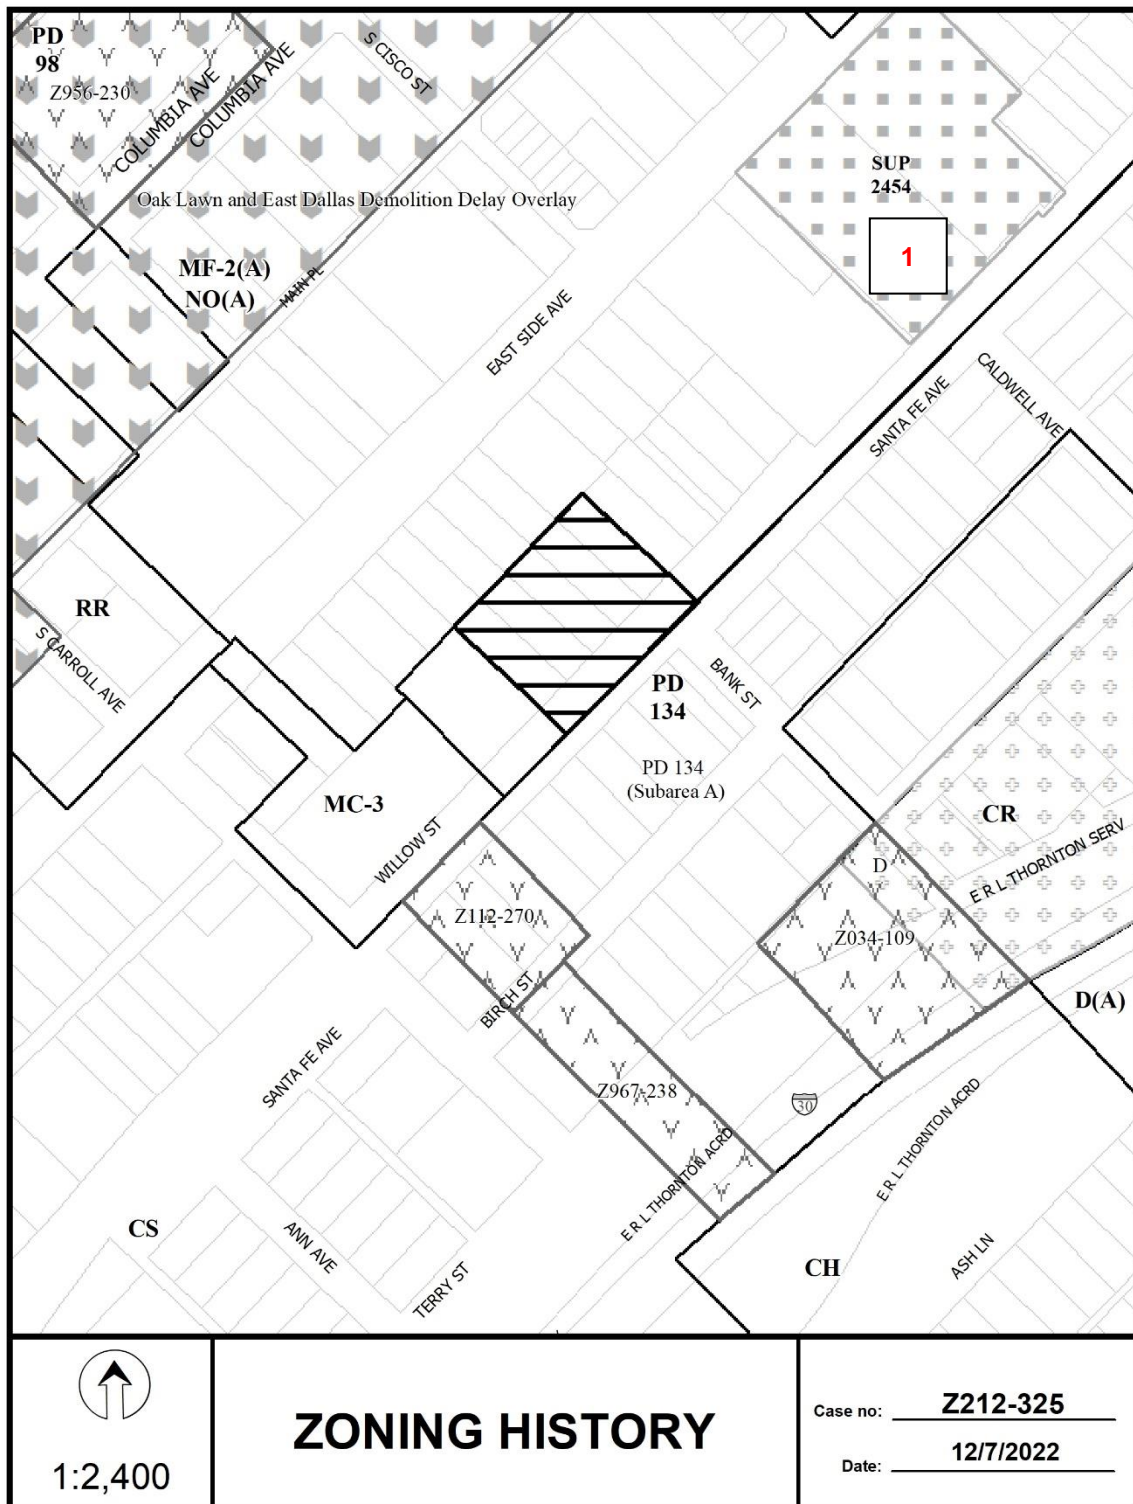 PD
98
Z956-230
COLUMBIA AVE
COLUMBIA AVE
S CISCO ST
Oak Lawn and East Dallas Demolition Delay Overlay
SUP
2454
1
MF-2(A)
NO(A)
MAIN PL
EAST SIDE AVE
SANTA FE AVE
CALDWELL AVE
RR
S CARROLL AVE
BANK ST
PD
134
PD 134
(Subarea A)
MC-3
WILLOW ST
CR
E R L THORNTON SERV
D
Z112-270
Z034-109
BIRCH ST
D(A)
SANTA FE AVE
Z967-238
30
E R L THORNTON ACRD
E R L THORNTON ACRD
CS
ANN AVE
TERRY ST
CH
ASH LN
1:2,400
ZONING HISTORY
Case no: Z212-325
Date: 12/7/2022